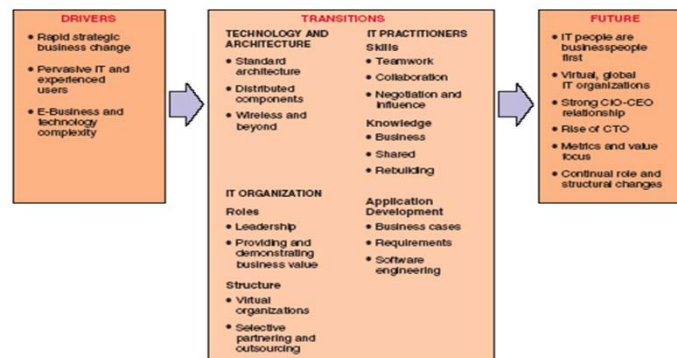 DRIVERS
• Rapid strategic
business change
• Pervasive IT and
experienced
users
• E-Business and
technology
complexity
TRANSITIONS
TECHNOLOGY AND
ARCHITECTURE
• Standard
architecture
• Distributed
components
• Wireless and
beyond
IT PRACTITIONERS
Skills
• Teamwork
• Collaboration
• Negotiation and
influence
Knowledge
• Business
• Shared
• Rebuilding
IT ORGANIZATION
Roles
• Leadership
• Providing and
demonstrating
business value
Structure
• Virtual
organizations
• Selective
partnering and
outsourcing
Application
Development
• Business cases
• Requirements
• Software
engineering
FUTURE
• IT people are
businesspeople
first
• Virtual, global
IT organizations
• Strong CIO-CEO
relationship
• Rise of CTO
• Metrics and value
focus
• Continual role and
structural changes